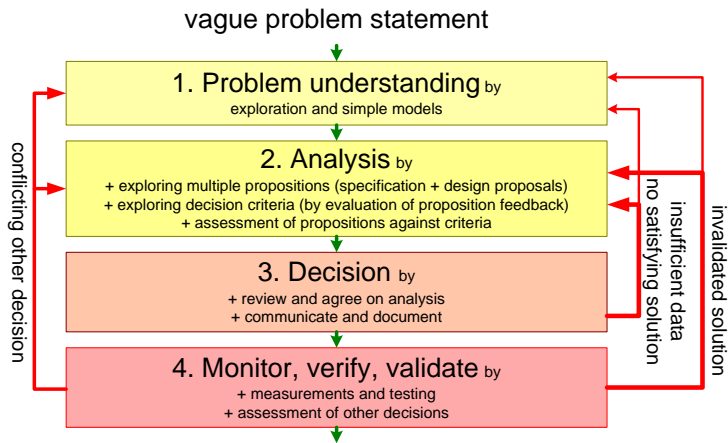 vague problem statement
1. Problem understanding by
exploration and simple models
2. Analysis by
+ exploring multiple propositions (specification + design proposals)
+ exploring decision criteria (by evaluation of proposition feedback)
+ assessment of propositions against criteria
3. Decision by
+ review and agree on analysis
+ communicate and document
4. Monitor, verify, validate by
+ measurements and testing
+ assessment of other decisions
conflicting other decision
insufficient data
no satisfying solution
invalidated solution